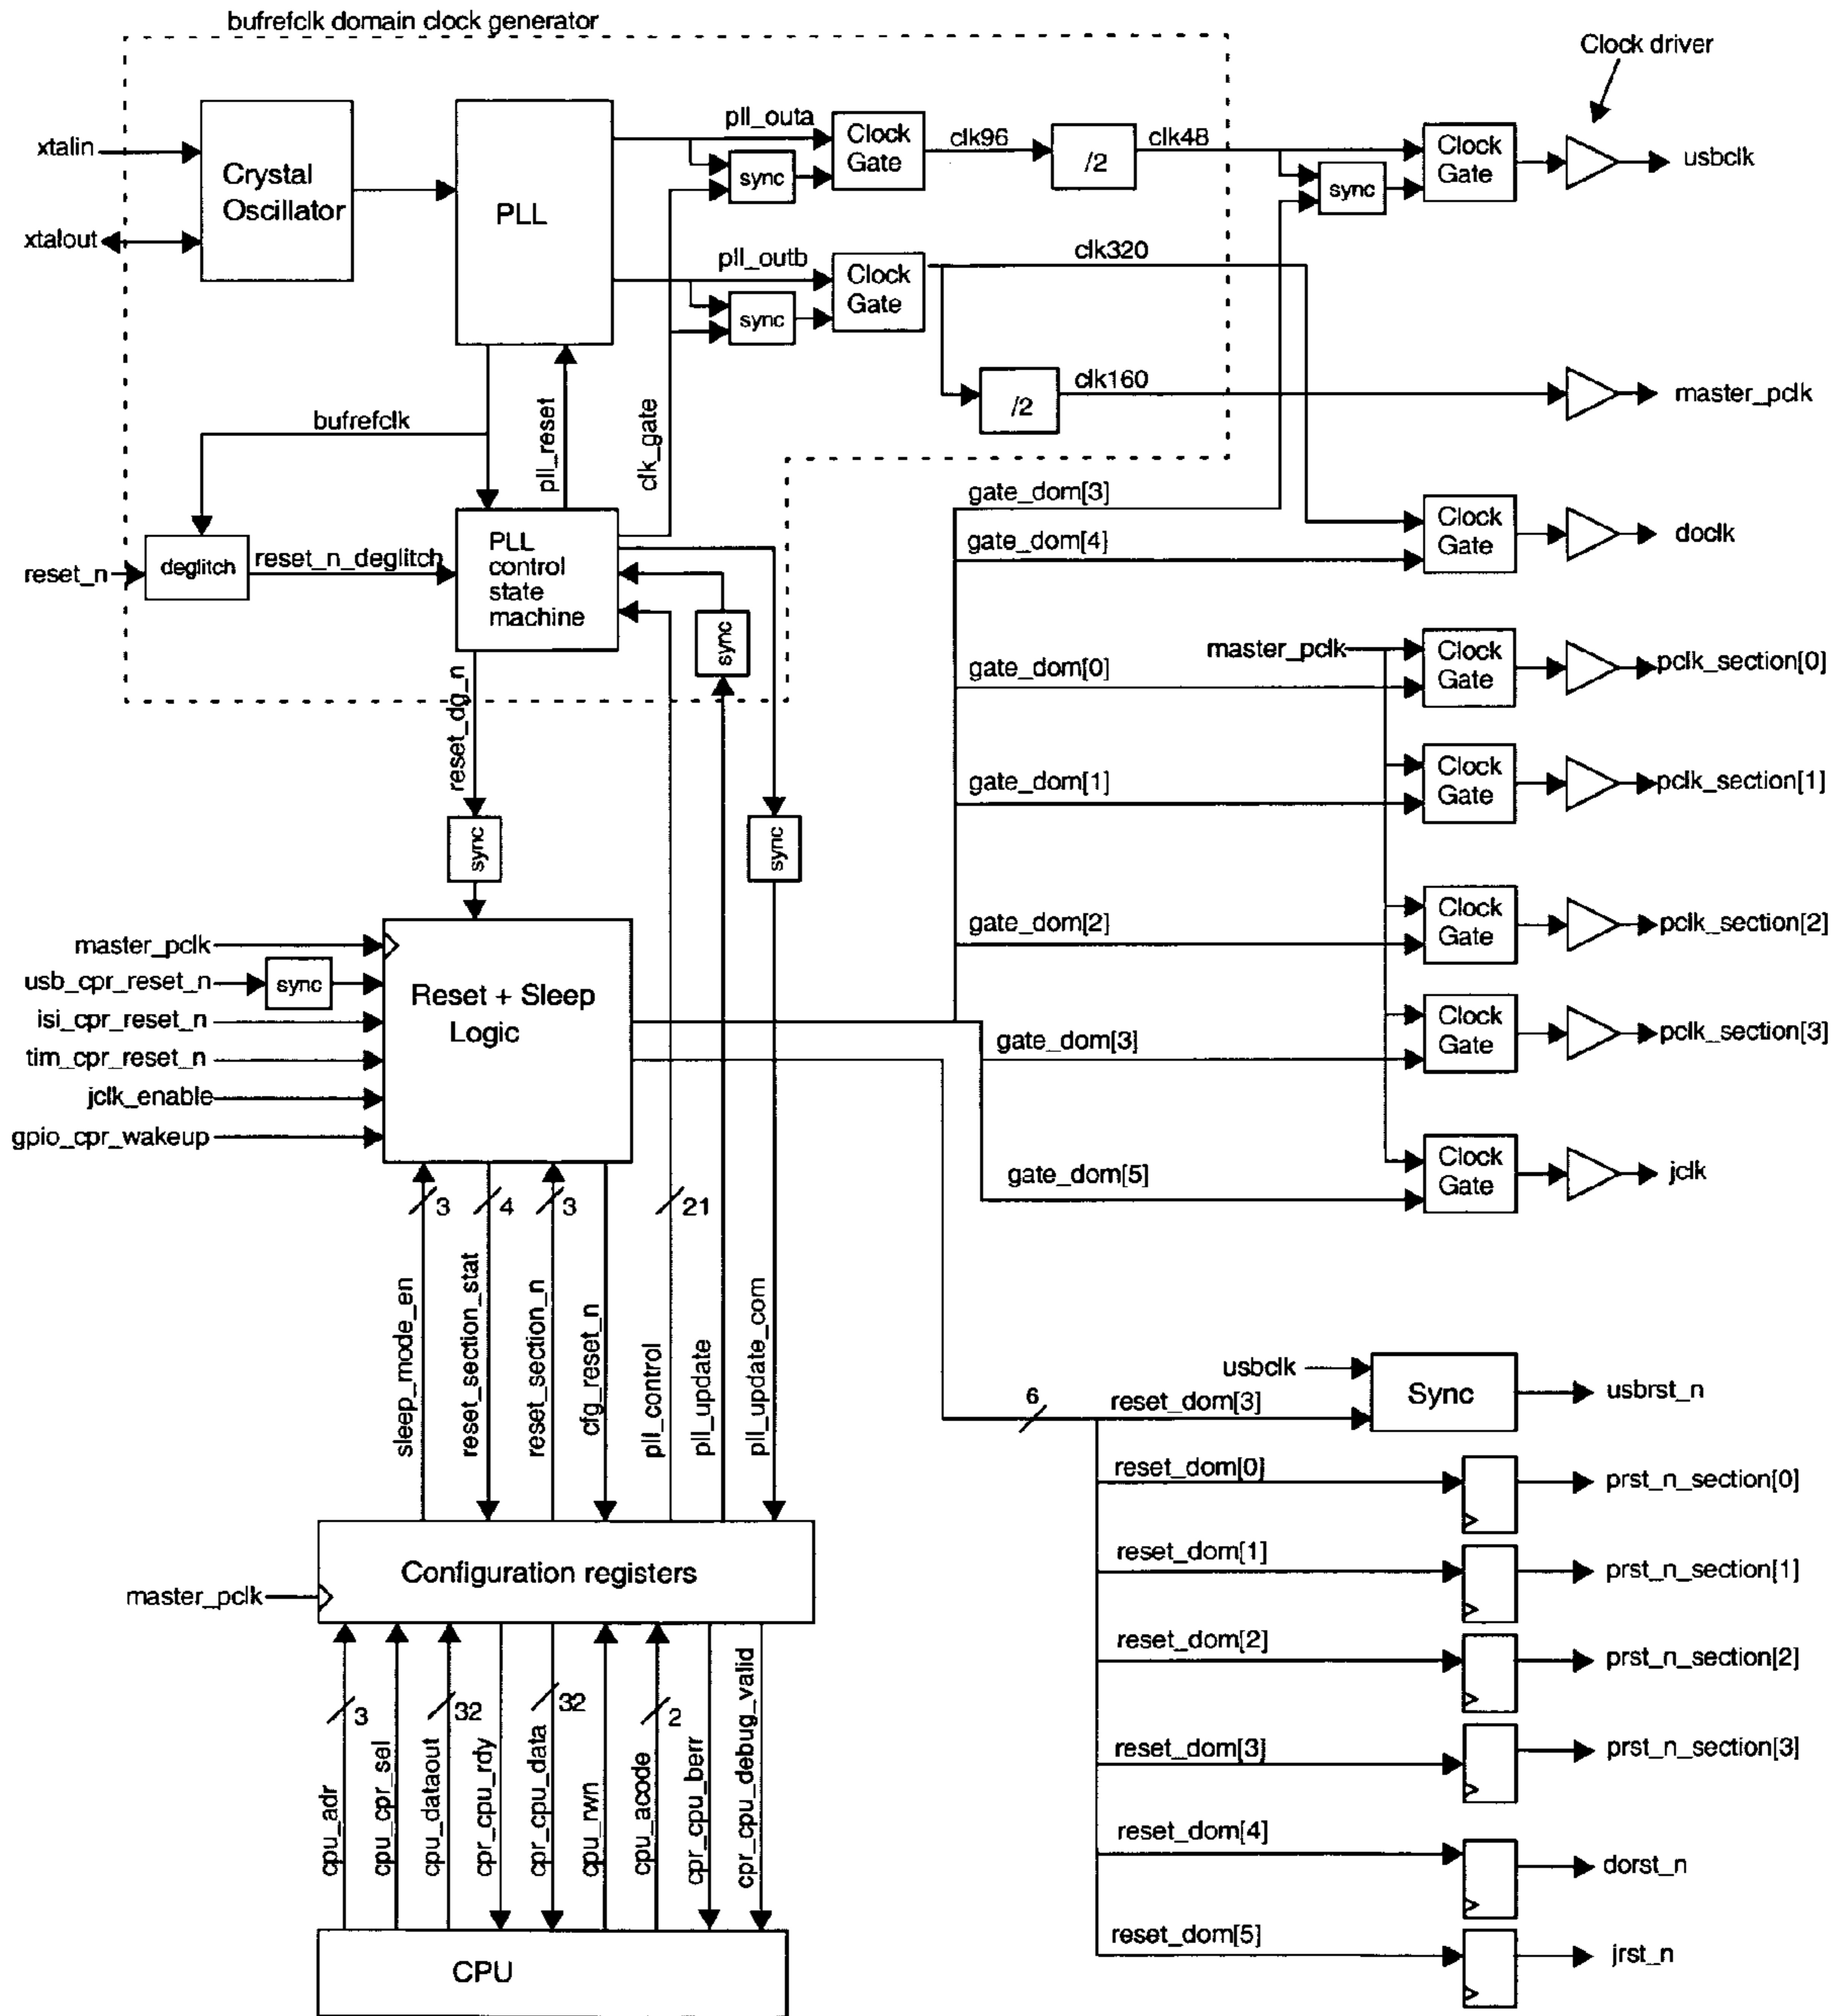 bufrefclk domain clock generator
Clock driver
xtalin
xtalout
Crystal
Oscillator
PLL
pll_outa
sync
Clock
Gate
clk96
/2
clk48
sync
Clock
Gate
usbclk
pll_outb
sync
Clock
Gate
clk320
/2
clk160
master_pclk
bufrefclk
pll_reset
clk_gate
reset_n
deglitch
reset_n_deglitch
PLL
control
state
machine
sync
reset_dg_n
sync
sync
gate_dom[3]
gate_dom[4]
Clock
Gate
doclk
master_pclk
gate_dom[0]
Clock
Gate
pclk_section[0]
gate_dom[1]
Clock
Gate
pclk_section[1]
gate_dom[2]
Clock
Gate
pclk_section[2]
gate_dom[3]
Clock
Gate
pclk_section[3]
gate_dom[5]
Clock
Gate
jclk
master_pclk
usb_cpr_reset_n
sync
isi_cpr_reset_n
tim_cpr_reset_n
jclk_enable
gpio_cpr_wakeup
Reset + Sleep
Logic
3
4
3
21
sleep_mode_en
reset_section_stat
reset_section_n
cfg_reset_n
pll_control
pll_update
pll_update_com
master_pclk
Configuration registers
3
32
32
2
cpu_adr
cpu_cpr_sel
cpu_dataout
cpr_cpu_rdy
cpr_cpu_data
cpu_rwn
cpu_acode
cpr_cpu_berr
cpr_cpu_debug_valid
CPU
6
usbclk
reset_dom[3]
Sync
usbrst_n
reset_dom[0]
prst_n_section[0]
reset_dom[1]
prst_n_section[1]
reset_dom[2]
prst_n_section[2]
reset_dom[3]
prst_n_section[3]
reset_dom[4]
dorst_n
reset_dom[5]
jrst_n